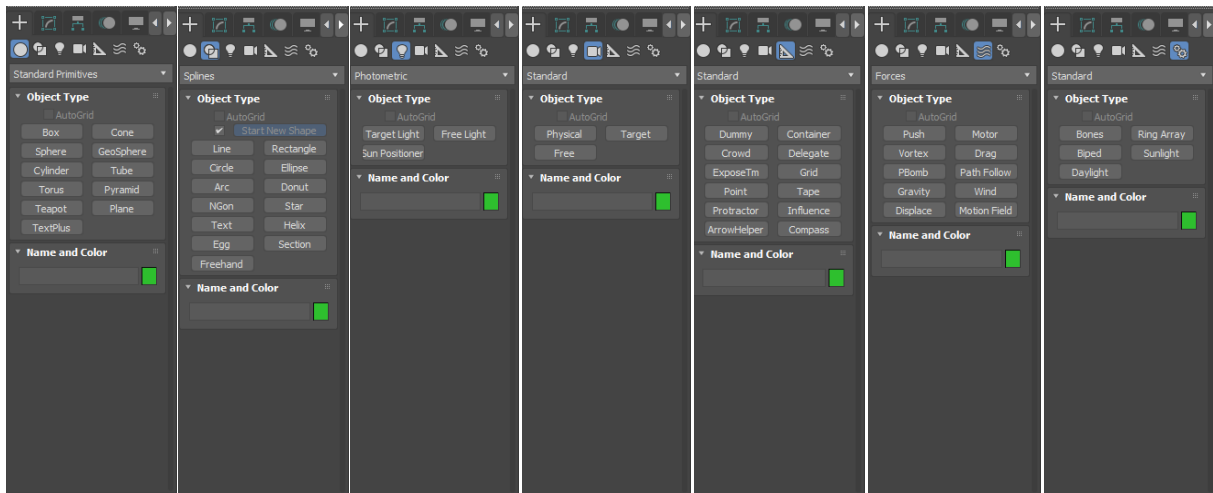 Standard Primitives
Object Type
AutoGrid
Box Cone
Sphere GeoSphere
Cylinder Tube
Torus Pyramid
Teapot Plane
TextPlus
Name and Color
Splines
Object Type
AutoGrid
Start New Shape
Line Rectangle
Circle Ellipse
Arc Donut
NGon Star
Text Helix
Egg Section
Freehand
Name and Color
Photometric
Object Type
AutoGrid
Target Light Free Light
Sun Positioner
Name and Color
Standard
Object Type
AutoGrid
Physical Target
Free
Name and Color
Standard
Object Type
AutoGrid
Dummy Container
Crowd Delegate
ExposeTm Grid
Point Tape
Protractor Influence
ArrowHelper Compass
Name and Color
Forces
Object Type
AutoGrid
Push Motor
Vortex Drag
PBomb Path Follow
Gravity Wind
Displace Motion Field
Name and Color
Standard
Object Type
AutoGrid
Bones Ring Array
Biped Sunlight
Daylight
Name and Color